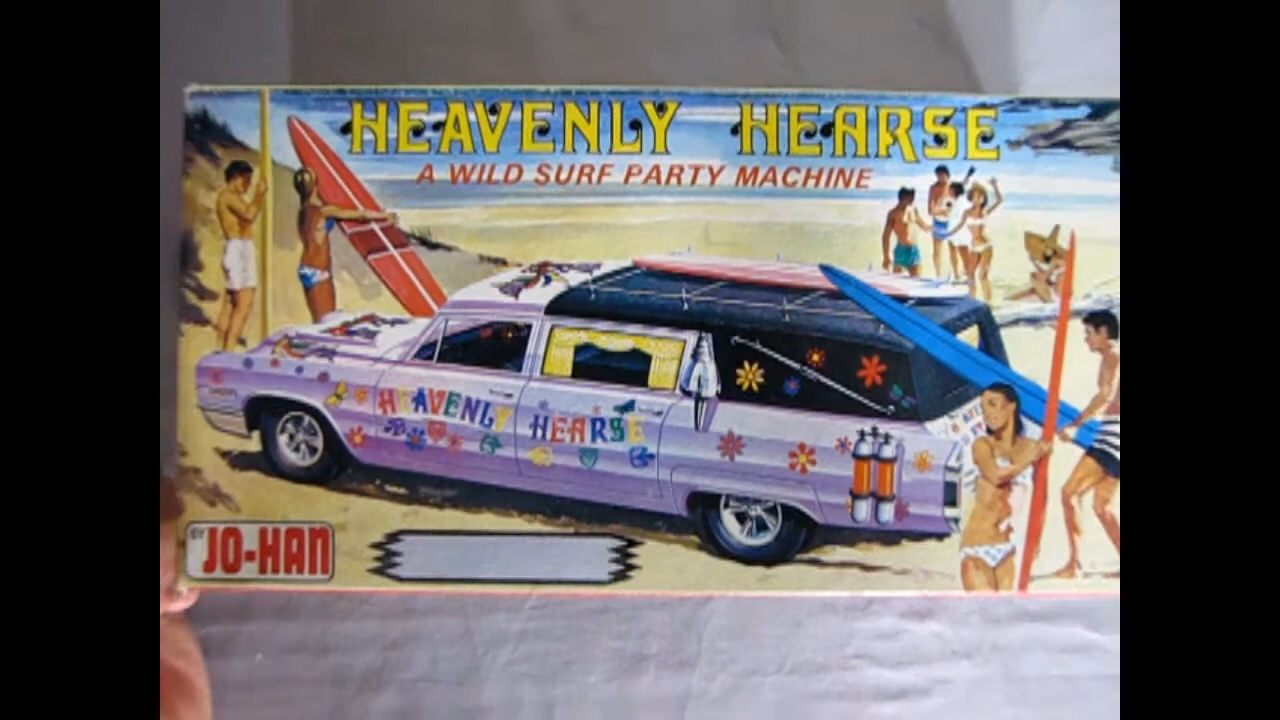 HEAVENLY HEARSE
A WILD SURF PARTY MACHINE
HEAVENLY HEARSE
BY JO-HAN